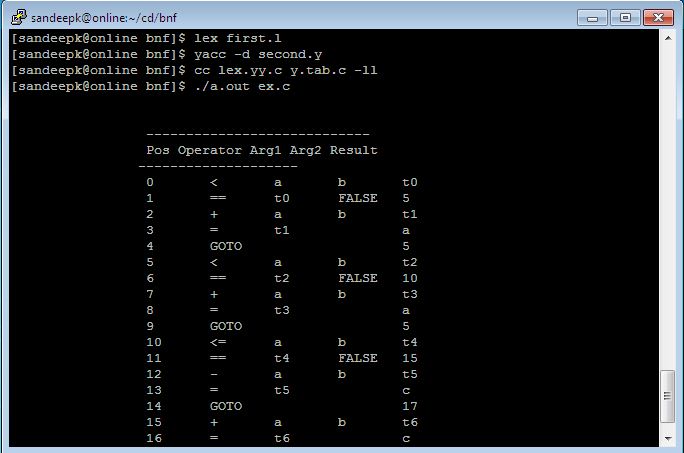 sandeepk@online:~/cd/bnf
[sandeepk@online bnf]$ lex first.l
[sandeepk@online bnf]$ yacc -d second.y
[sandeepk@online bnf]$ cc lex.yy.c y.tab.c -ll
[sandeepk@online bnf]$ ./a.out ex.c
----------------------------
Pos Operator Arg1 Arg2 Result
--------------------
0 < a b t0
1 == t0 FALSE 5
2 + a b t1
3 = t1 a
4 GOTO 5
5 < a b t2
6 == t2 FALSE 10
7 + a b t3
8 = t3 a
9 GOTO 5
10 <= a b t4
11 == t4 FALSE 15
12 - a b t5
13 = t5 c
14 GOTO 17
15 + a b t6
16 = t6 c